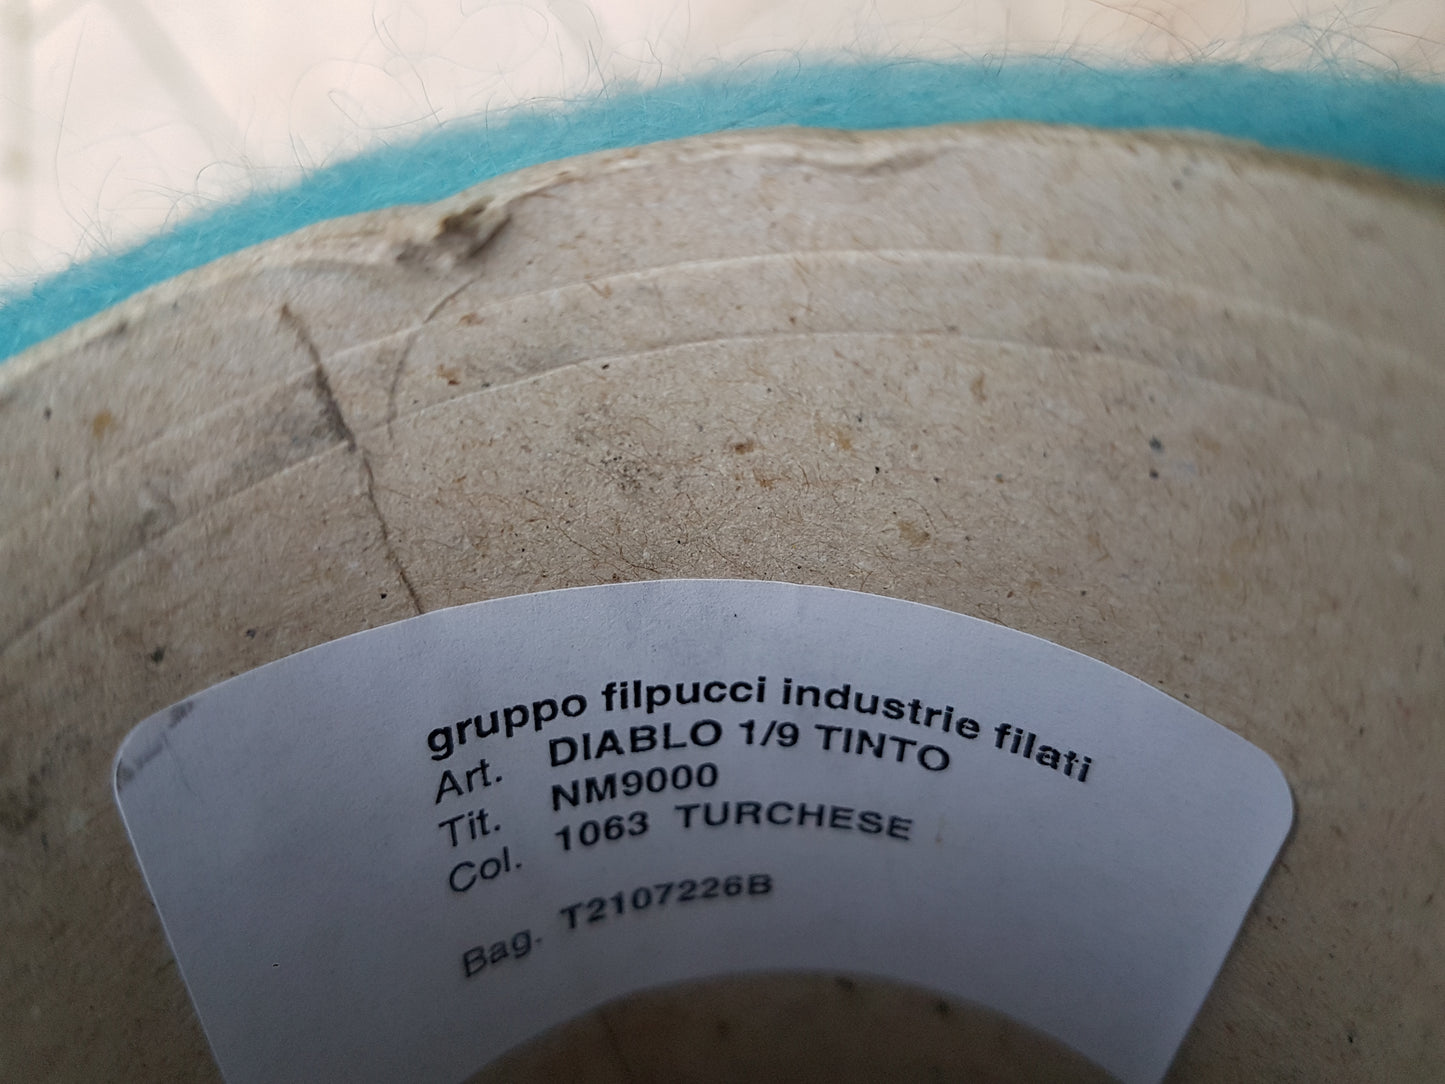 gruppo filpucci industrie filati
Art. DIABLO 1/9 TINTO
Tit. NM9000
Col. 1063 TURCHESE
Bag. T2107226B